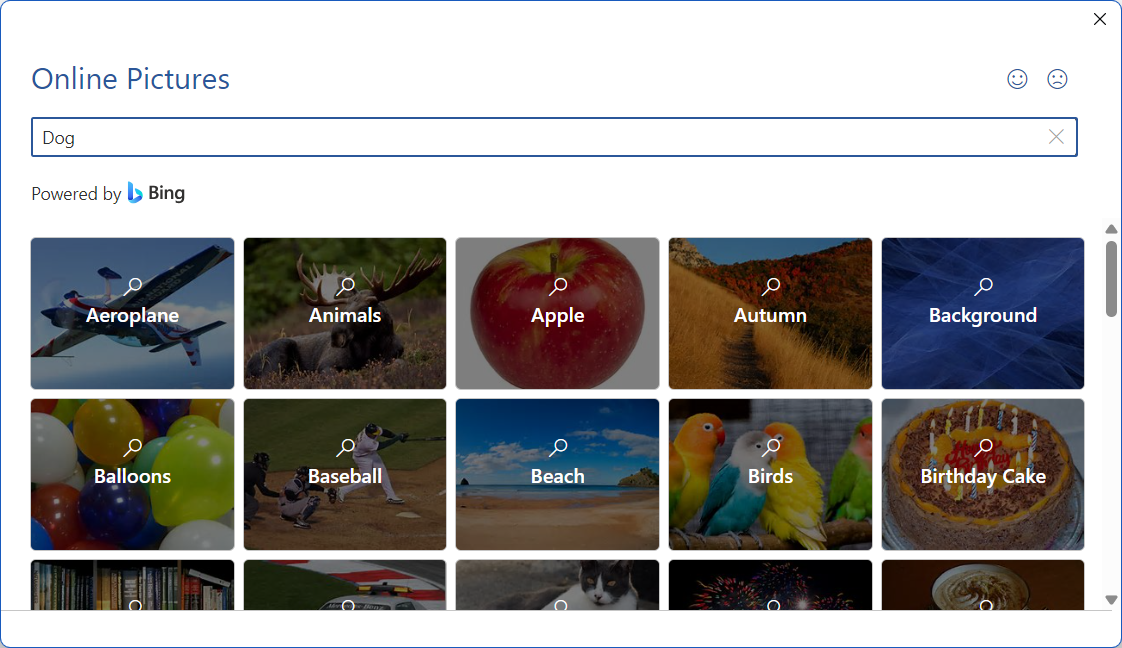 Online Pictures
Dog
Powered by Bing
Aeroplane
Animals
Apple
Autumn
Background
Balloons
Baseball
Beach
Birds
Birthday Cake